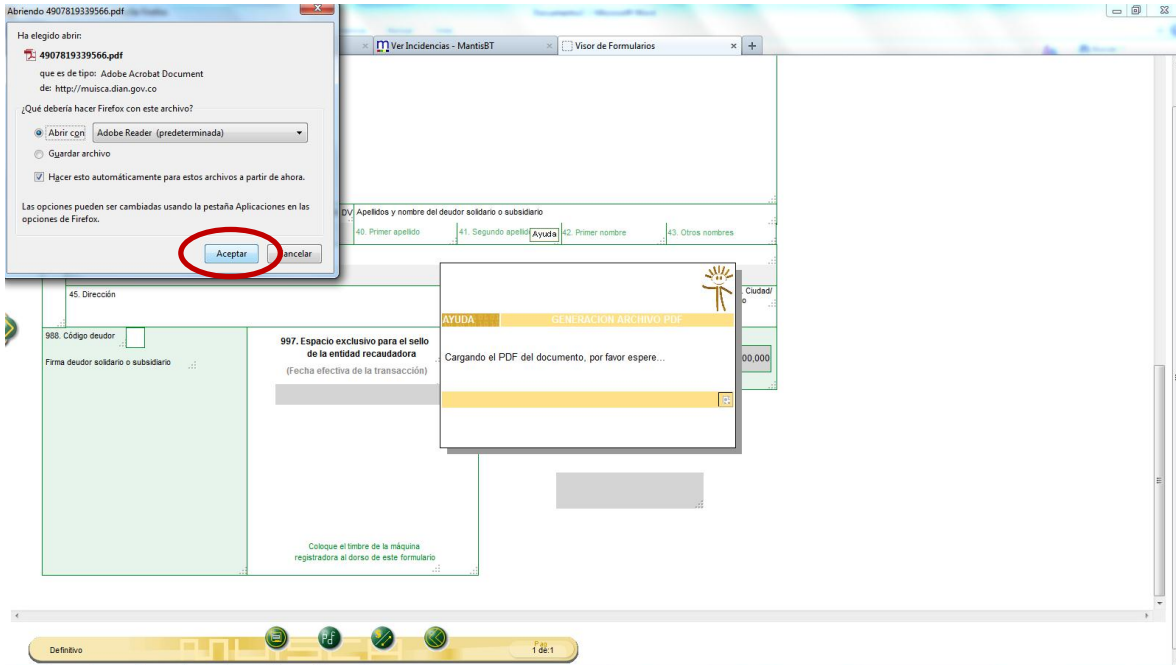 Abriendo 4907819339566.pdf
Ha elegido abrir:
4907819339566.pdf
que es de tipo: Adobe Acrobat Document
de: http://muisca.dian.gov.co
¿Qué debería hacer Firefox con este archivo?
Abrir con Adobe Reader (predeterminada)
Guardar archivo
Hacer esto automáticamente para estos archivos a partir de ahora.
Las opciones pueden ser cambiadas usando la pestaña Aplicaciones en las
opciones de Firefox.
Aceptar
Ver Incidencias - MantisBT
Visor de Formularios
DV Apellidos y nombre del deudor solidario o subsidiario
40. Primer apellido 41. Segundo Ayuda 42. Primer nombre 43. Otros nombres
45. Dirección
Ciudad/
988. Código deudor
Firma deudor solidario o subsidiario
997. Espacio exclusivo para el sello
de la entidad recaudadora
(Fecha efectiva de la transacción)
00,000
AYUDA GENERACION ARCHIVO PDF
Cargando el PDF del documento, por favor espere...
Coloque el timbre de la máquina
registradora al dorso de este formulario
Definitivo
Pdf
1 de:1